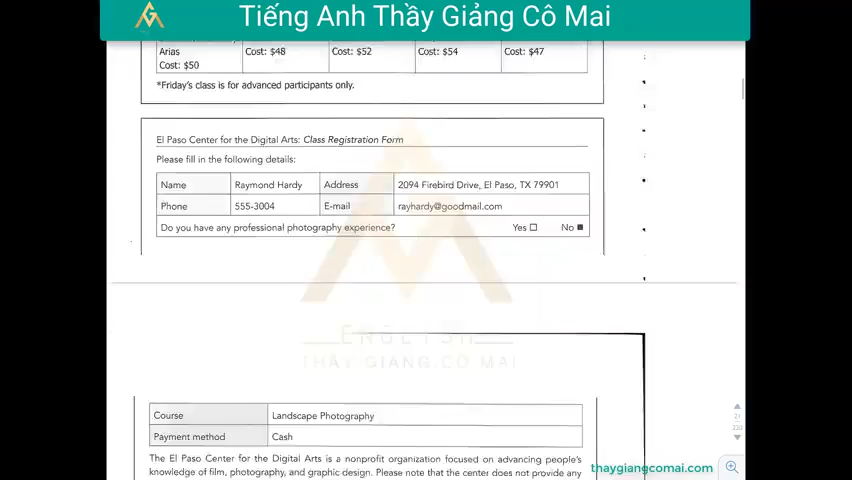 Tiếng Anh Thầy Giảng Cô Mai
Arias Cost: $48 Cost: $52 Cost: $54 Cost: $47
Cost: $50
*Friday's class is for advanced participants only.
El Paso Center for the Digital Arts: Class Registration Form
Please fill in the following details:
Name Raymond Hardy Address 2094 Firebird Drive, El Paso, TX 79901
Phone 555-3004 E-mail rayhardy@goodmail.com
Do you have any professional photography experience? Yes ☐ No ■
ENGLISH
THẦY GIẢNG CÔ MAI
Course Landscape Photography
Payment method Cash
The El Paso Center for the Digital Arts is a nonprofit organization focused on advancing people's
knowledge of film, photography, and graphic design. Please note that the center does not provide any
thaygiangcomai.com